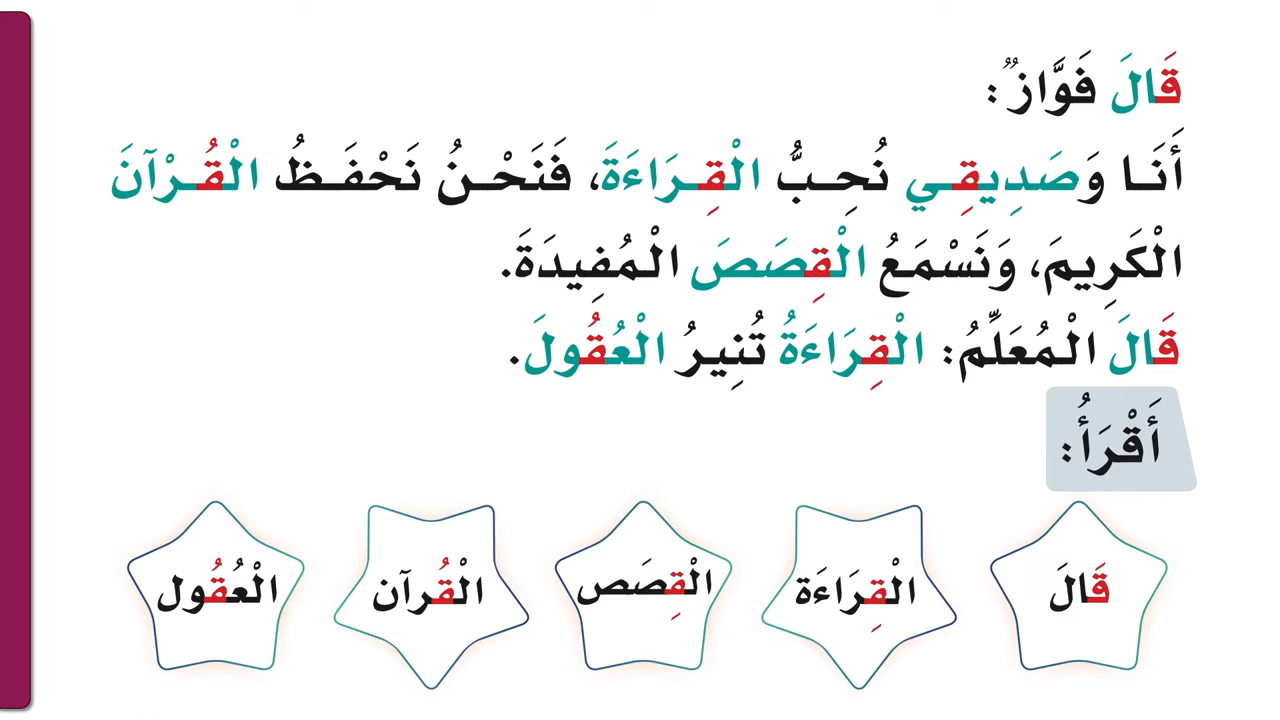 قَالَ فَوَّازٌ:
أَنَا وَصَدِيقِي نُحِبُّ الْقِرَاءَةَ، فَنَحْنُ نَحْفَظُ الْقُرْآنَ
الْكَرِيمَ، وَنَسْمَعُ الْقِصَصَ الْمُفِيدَةَ.
قَالَ الْمُعَلِّمُ: الْقِرَاءَةُ تُنِيرُ الْعُقُولَ.
أَقْرَأُ:
قَالَ
الْقِرَاءَة
الْقِصَص
الْقُرآن
الْعُقُول